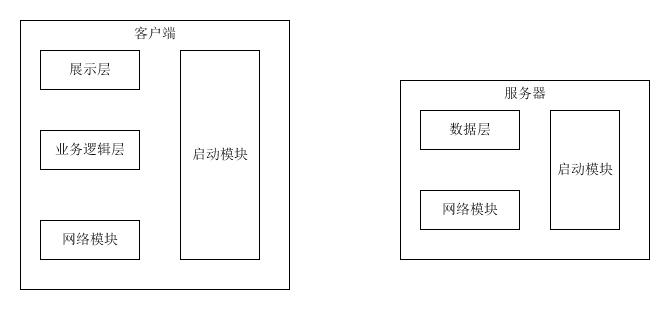 客户端
展示层
业务逻辑层
启动模块
网络模块
服务器
数据层
启动模块
网络模块